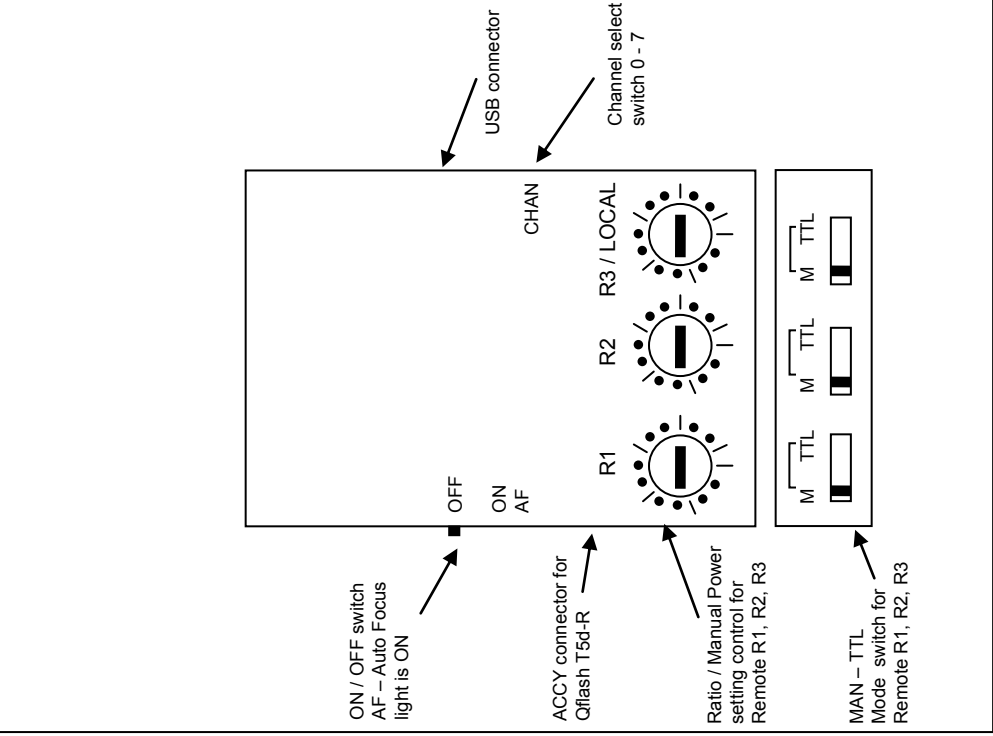 USB connector
Channel select
switch 0 - 7
OFF
ON
AF
CHAN
R1
R2
R3 / LOCAL
M TTL
M TTL
M TTL
ON / OFF switch
AF – Auto Focus
light is ON
ACCY connector for
Qflash T5d-R
Ratio / Manual Power
setting control for
Remote R1, R2, R3
MAN – TTL
Mode switch for
Remote R1, R2, R3